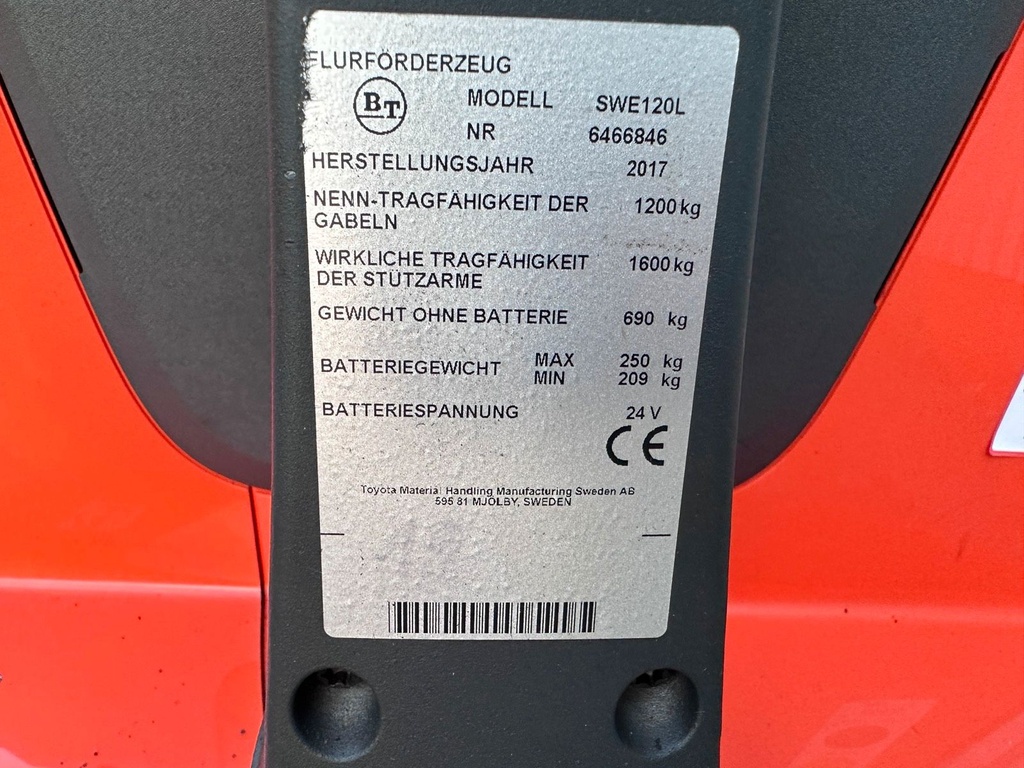 FLURFÖRDERZEUG
BT
MODELL SWE120L
NR 6466846
HERSTELLUNGSJAHR 2017
NENN-TRAGFÄHIGKEIT DER GABELN 1200 kg
WIRKLICHE TRAGFÄHIGKEIT DER STÜTZARME 1600 kg
GEWICHT OHNE BATTERIE 690 kg
BATTERIEGEWICHT MAX 250 kg
MIN 209 kg
BATTERIESPANNUNG 24 V
CE
Toyota Material Handling Manufacturing Sweden AB
595 81 MJÖLBY, SWEDEN